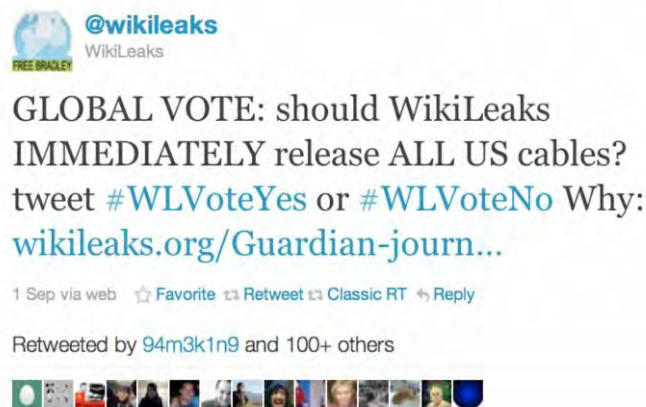 @wikileaks
WikiLeaks
FREE BRADLEY
GLOBAL VOTE: should WikiLeaks
IMMEDIATELY release ALL US cables?
tweet #WLVoteYes or #WLVoteNo Why:
wikileaks.org/Guardian-journ...
1 Sep via web Favorite Retweet Classic RT Reply
Retweeted by 94m3k1n9 and 100+ others